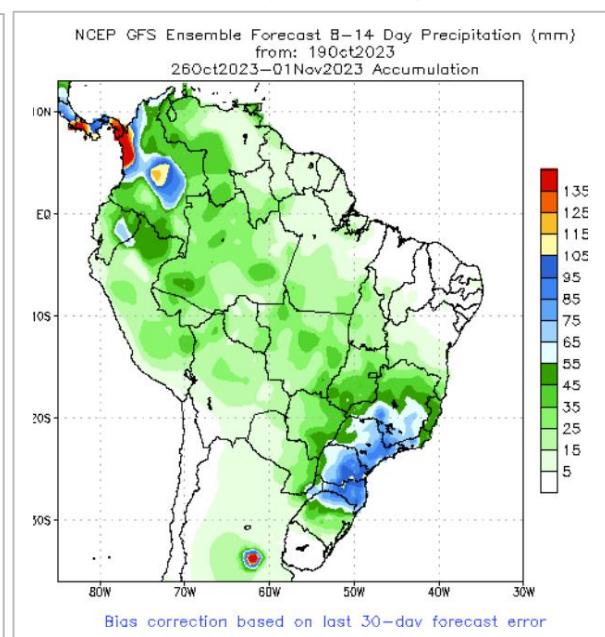 NCEP GFS Ensemble Forecast 8-14 Day Precipitation (mm)
from: 19Oct2023
26Oct2023-01Nov2023 Accumulation
10N
EQ
10S
20S
30S
80W 70W 60W 50W 40W 30W
135
125
115
105
95
85
75
65
55
45
35
25
15
5
Bias correction based on last 30-day forecast error